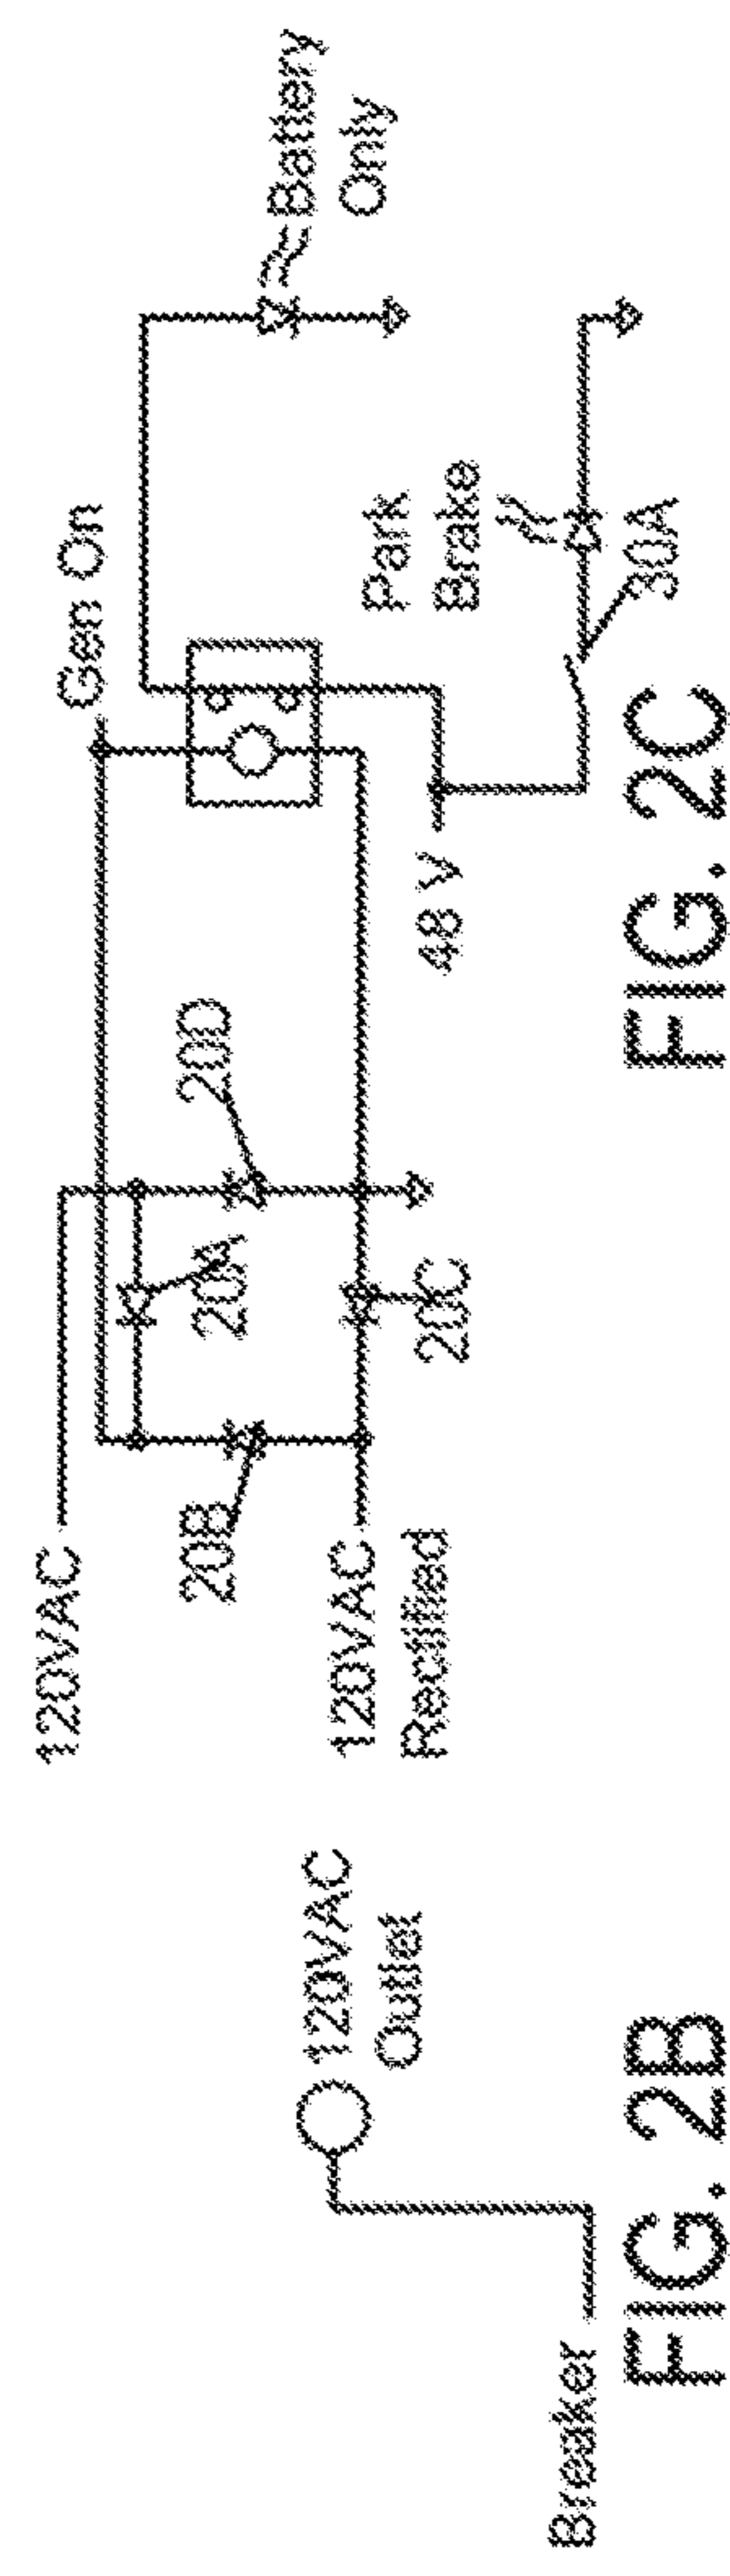 Breaker
120VAC
Outlet
FIG. 2B
120VAC
120VAC
Rectified
20B
20A
20C
20D
Gen On
48 V
Park
Brake
30A
Battery
Only
FIG. 2C